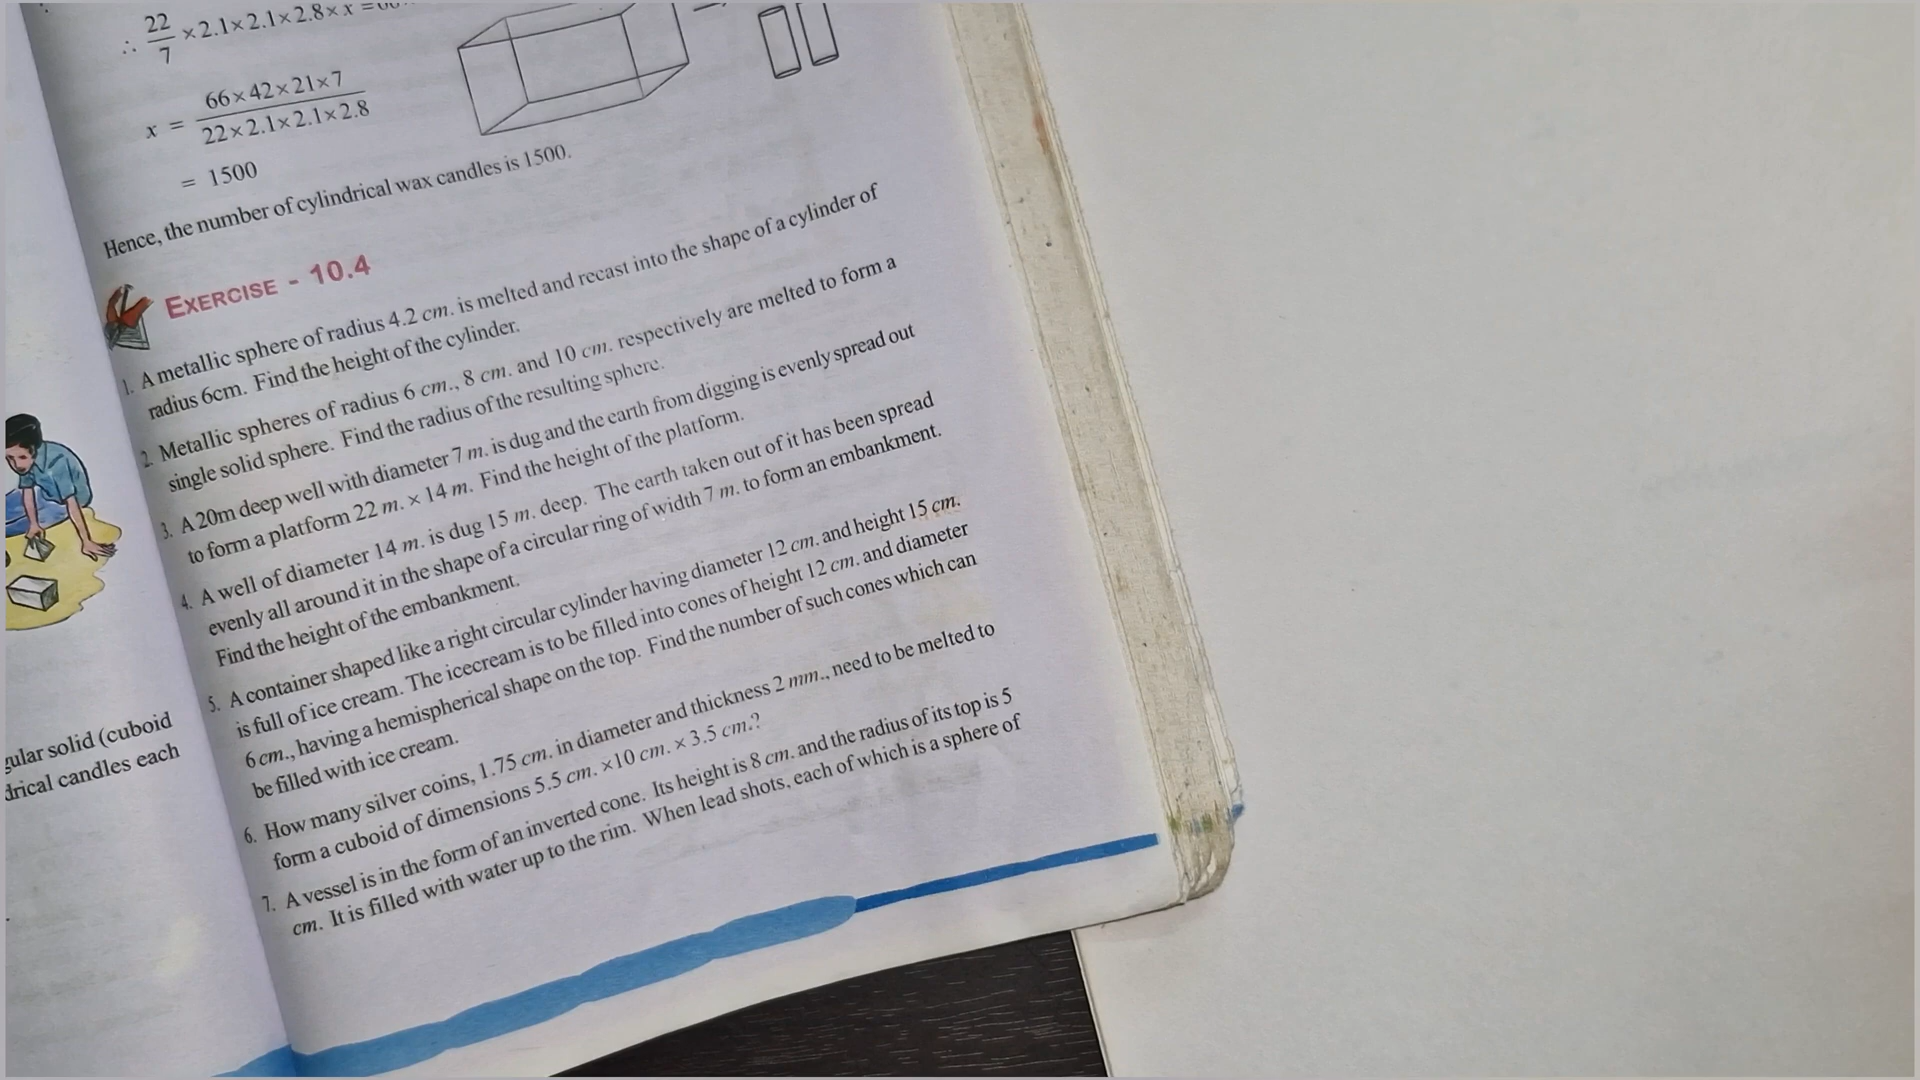 ∴ 22/7 ×2.1×2.1×2.8× x =
x = 66×42×21×7 / 22×2.1×2.1×2.8
= 1500
Hence, the number of cylindrical wax candles is 1500.
EXERCISE - 10.4
1. A metallic sphere of radius 4.2 cm. is melted and recast into the shape of a cylinder of
radius 6cm. Find the height of the cylinder.
2. Metallic spheres of radius 6 cm., 8 cm. and 10 cm. respectively are melted to form a
single solid sphere. Find the radius of the resulting sphere.
3. A 20m deep well with diameter 7 m. is dug and the earth from digging is evenly spread out
to form a platform 22 m. × 14 m. Find the height of the platform.
4. A well of diameter 14 m. is dug 15 m. deep. The earth taken out of it has been spread
evenly all around it in the shape of a circular ring of width 7 m. to form an embankment.
Find the height of the embankment.
5. A container shaped like a right circular cylinder having diameter 12 cm. and height 15 cm.
is full of ice cream. The icecream is to be filled into cones of height 12 cm. and diameter
6 cm., having a hemispherical shape on the top. Find the number of such cones which can
be filled with ice cream.
6. How many silver coins, 1.75 cm. in diameter and thickness 2 mm., need to be melted to
form a cuboid of dimensions 5.5 cm. ×10 cm. × 3.5 cm.?
7. A vessel is in the form of an inverted cone. Its height is 8 cm. and the radius of its top is 5
cm. It is filled with water up to the rim. When lead shots, each of which is a sphere of
gular solid (cuboid
drical candles each